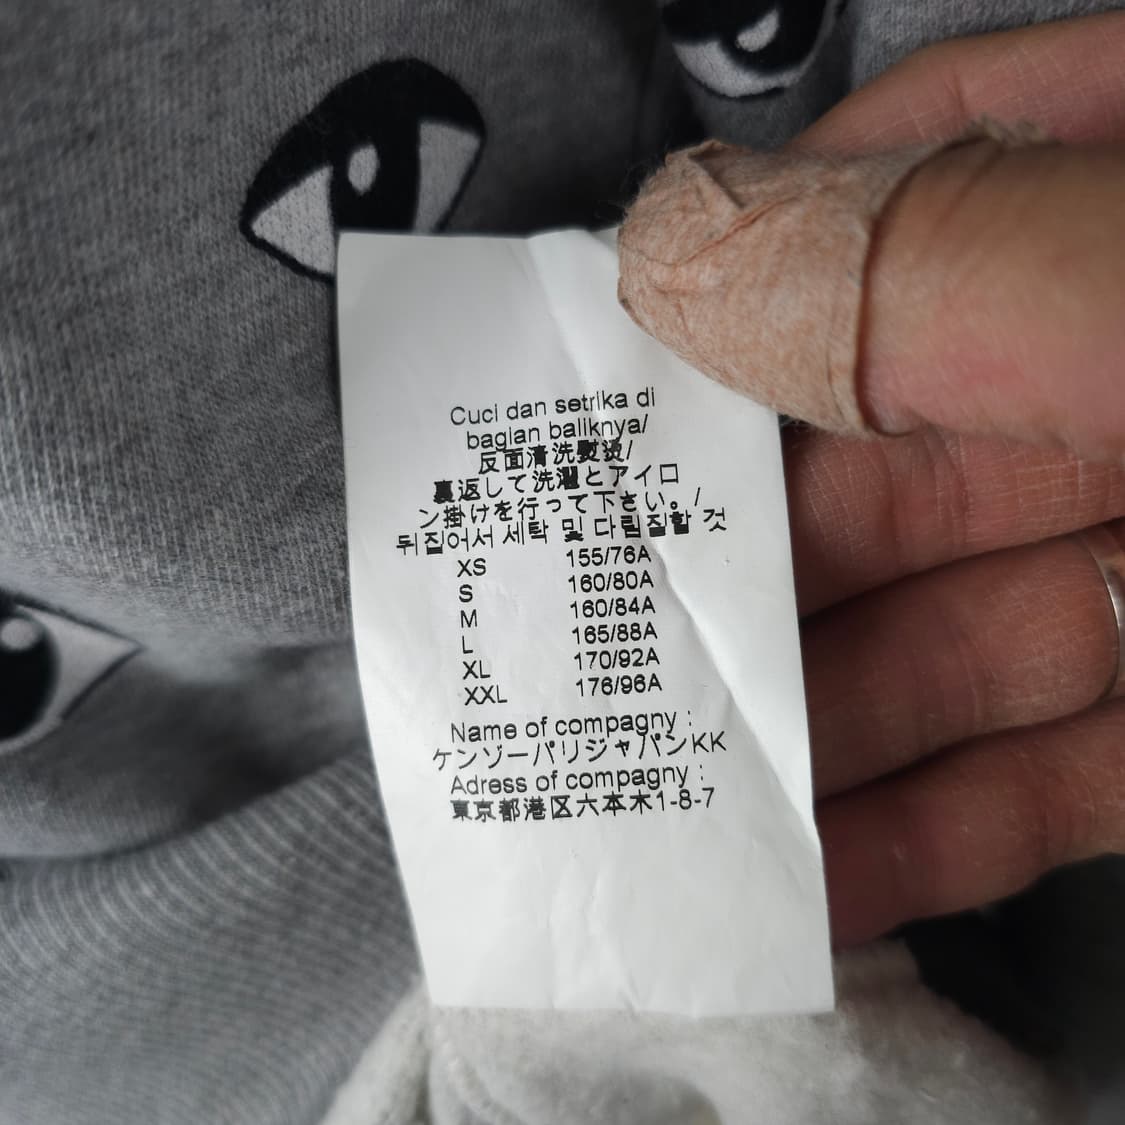 Cuci dan setrika di
bagian baliknya/
反面清洗熨烫/
裏返して洗濯とアイロ
ン掛けを行って下さい。/
뒤집어서 세탁 및 다림질할 것
XS 155/76A
S 160/80A
M 160/84A
L 165/88A
XL 170/92A
XXL 176/96A
Name of compagny :
ケンゾーパリジャパンKK
Adress of compagny :
東京都港区六本木1-8-7